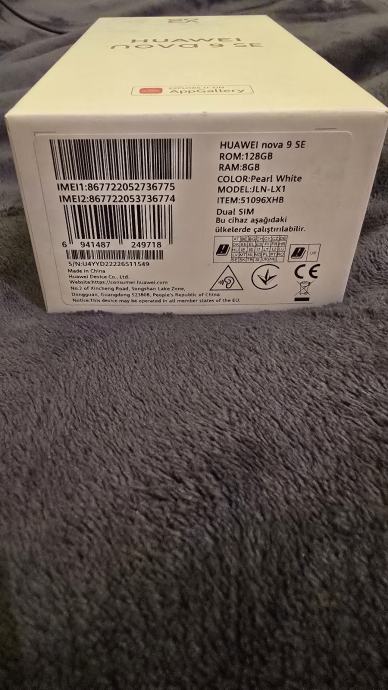 HUAWEI
nova 9 SE
EXPLORE IT ON
AppGallery
HUAWEI nova 9 SE
ROM:128GB
RAM:8GB
COLOR:Pearl White
MODEL:JLN-LX1
ITEM:51096XHB
Dual SIM
Bu cihaz aşağıdaki
ülkelerde çalıştırılabilir.
IMEI1:867722052736775
IMEI2:867722053736774
6 941487 249718
S/N:U4YYD22226511549
Made in China
Huawei Device Co., Ltd.
Website:https://consumer.huawei.com
No.2 of Xincheng Road, Songshan Lake Zone,
Dongguan, Guangdong 523808, People's Republic of China
Notice:This device may be operated in all member states of the EU.
CE